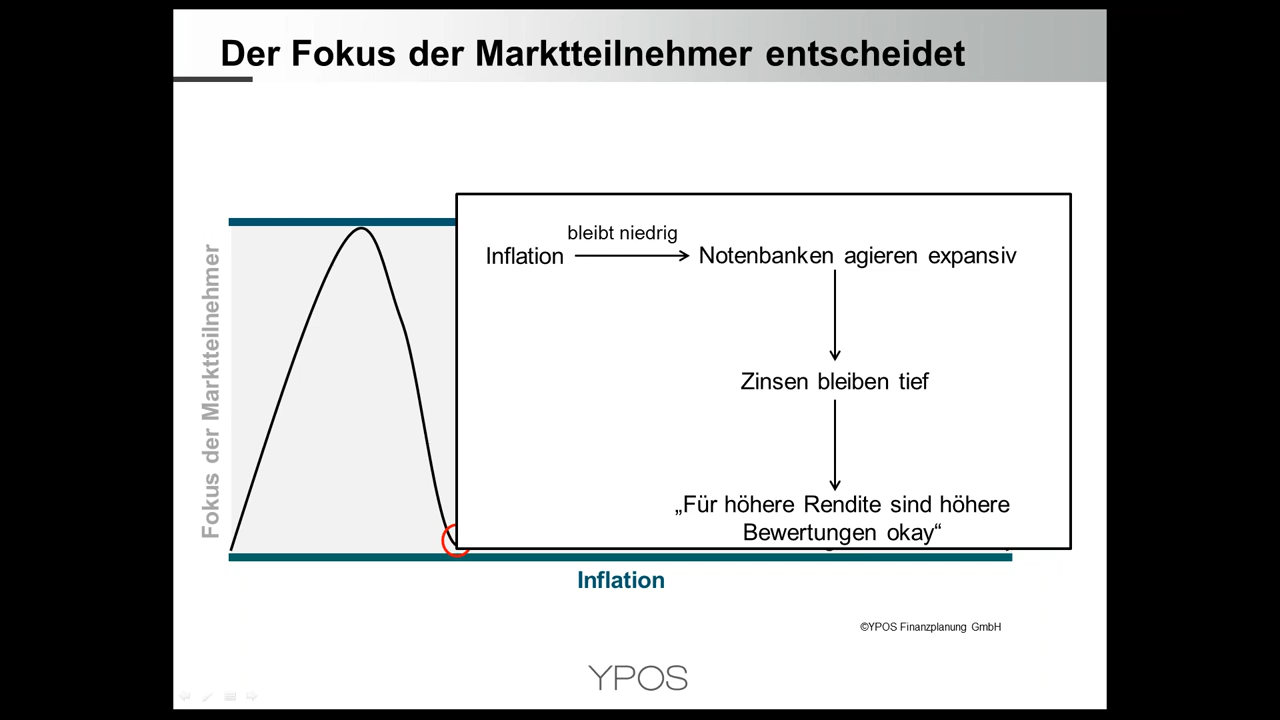 Der Fokus der Marktteilnehmer entscheidet
Fokus der Marktteilnehmer
bleibt niedrig
Inflation
Notenbanken agieren expansiv
Zinsen bleiben tief
„Für höhere Rendite sind höhere
Bewertungen okay“
Inflation
©YPOS Finanzplanung GmbH
YPOS